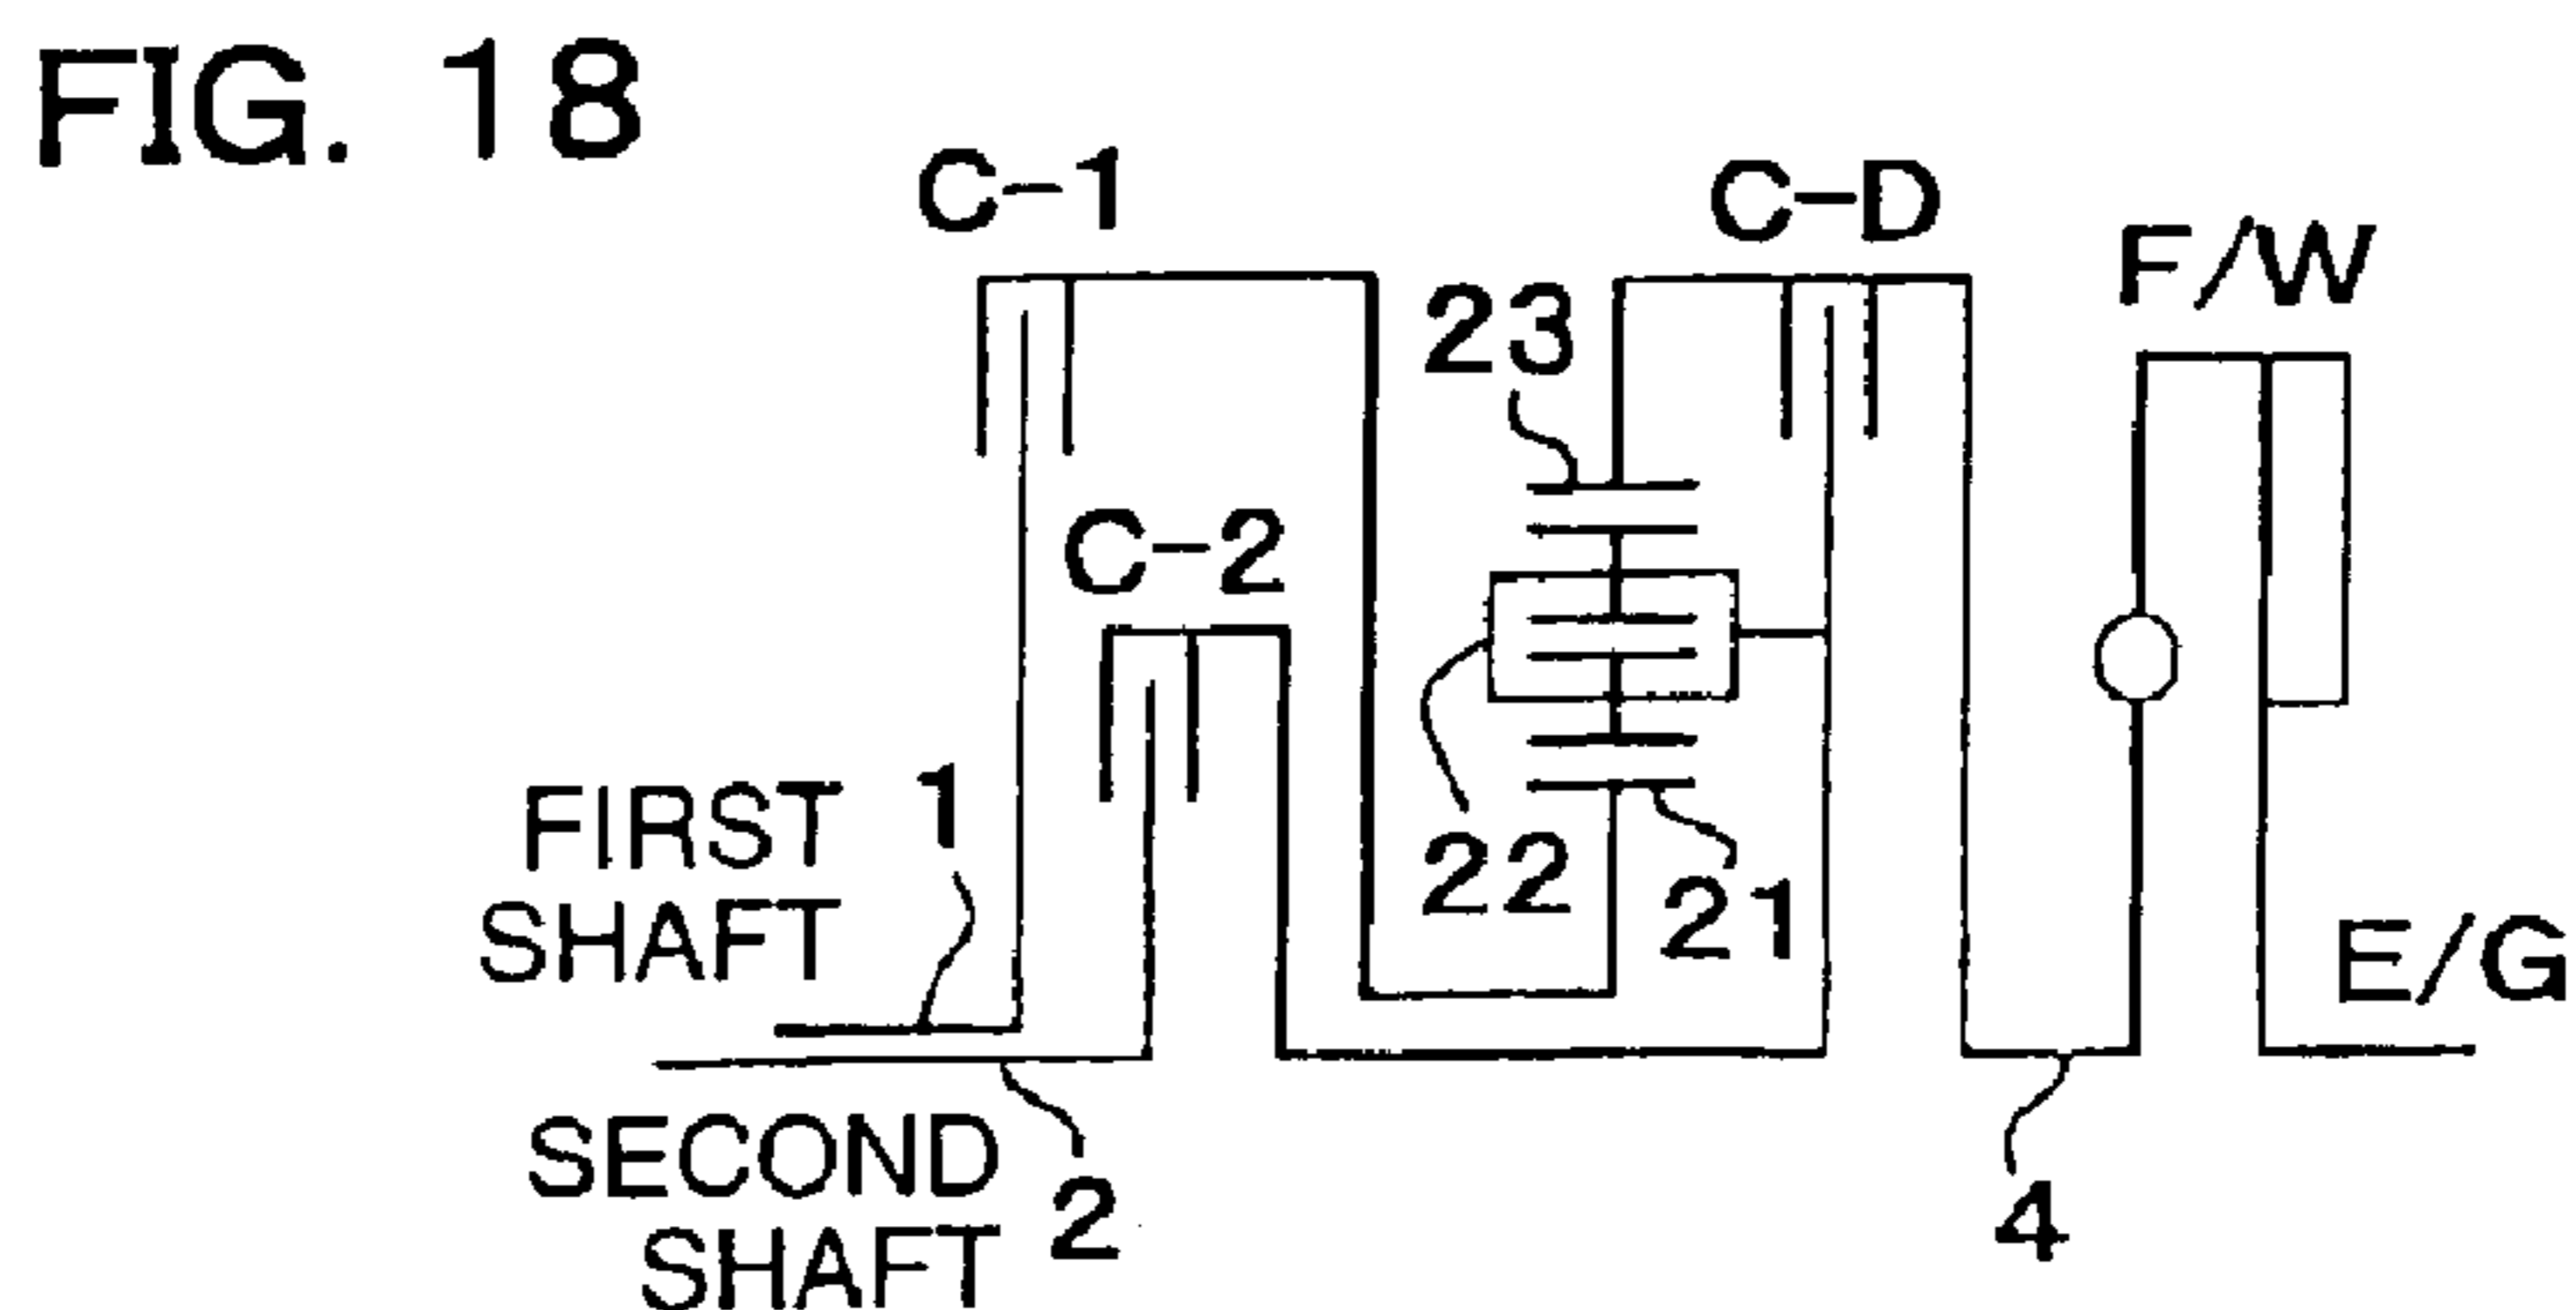 FIG. 18
C-1
C-D
F/W
23
C-2
FIRST
SHAFT
1
22
21
E/G
SECOND
SHAFT
2
4